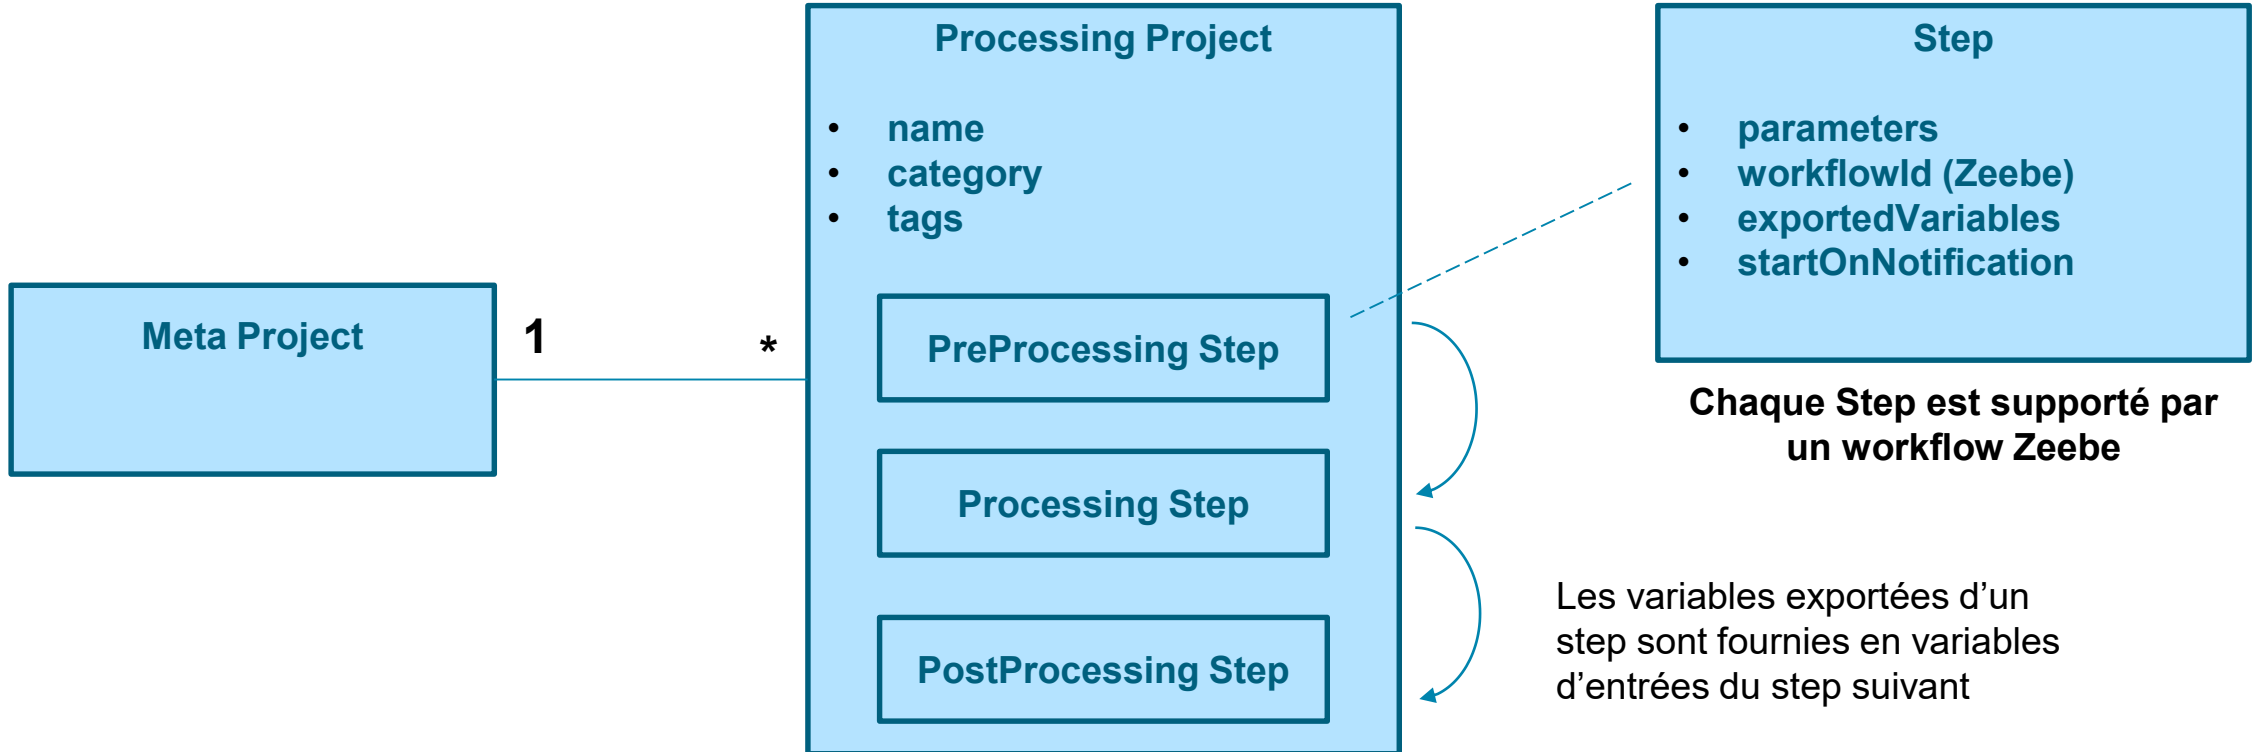 Meta Project
1
*
Processing Project
• name
• category
• tags
PreProcessing Step
Processing Step
PostProcessing Step
Step
• parameters
• workflowId (Zeebe)
• exportedVariables
• startOnNotification
Chaque Step est supporté par
un workflow Zeebe
Les variables exportées d’un
step sont fournies en variables
d’entrées du step suivant